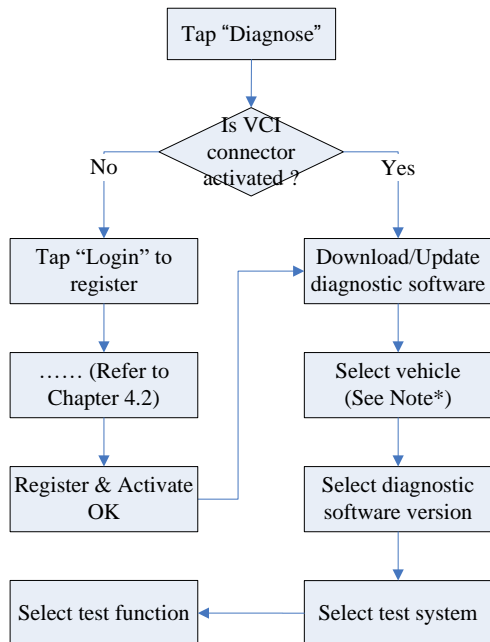 Tap “Diagnose”
Is VCI
connector
activated ?
No
Yes
Tap “Login” to
register
Download/Update
diagnostic software
…… (Refer to
Chapter 4.2)
Select vehicle
(See Note*)
Register & Activate
OK
Select diagnostic
software version
Select test function
Select test system